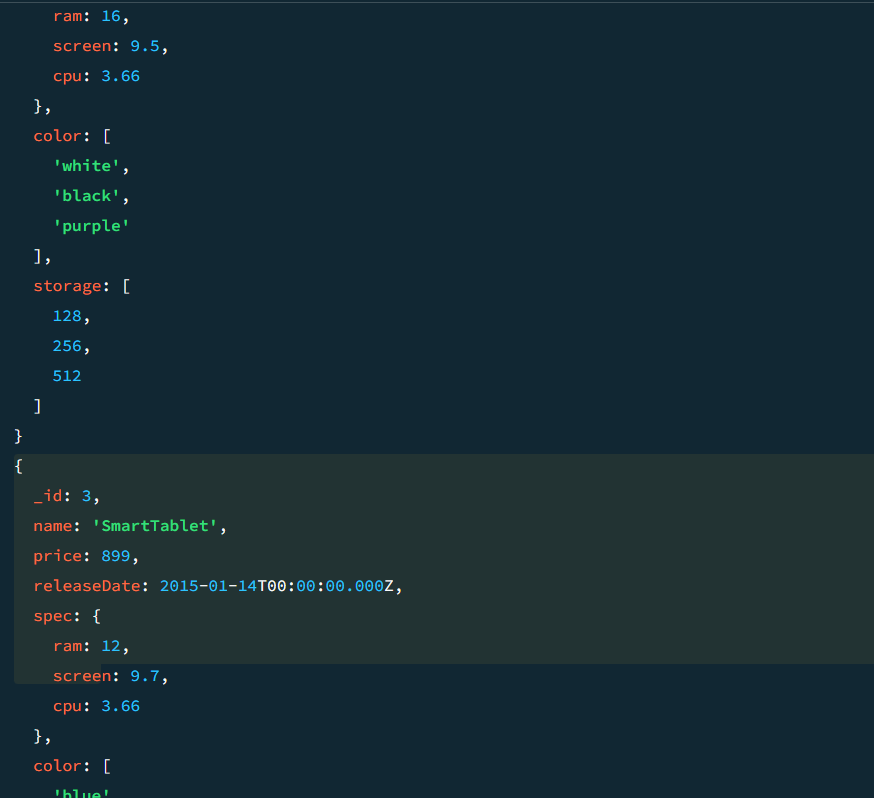 ram: 16,
screen: 9.5,
cpu: 3.66
},
color: [
'white',
'black',
'purple'
],
storage: [
128,
256,
512
]
}
{
_id: 3,
name: 'SmartTablet',
price: 899,
releaseDate: 2015-01-14T00:00:00.000Z,
spec: {
ram: 12,
screen: 9.7,
cpu: 3.66
},
color: [
'blue'